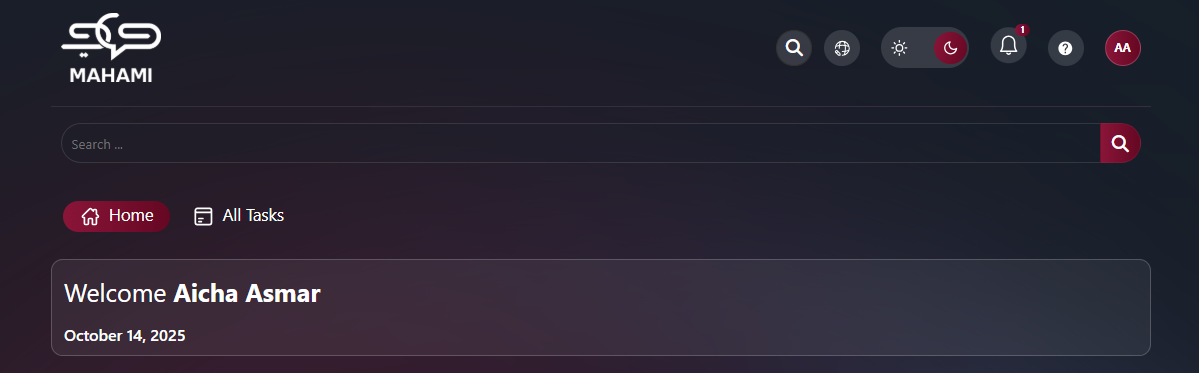 MAHAMI
1
AA
Search ...
Home
All Tasks
Welcome Aicha Asmar
October 14, 2025